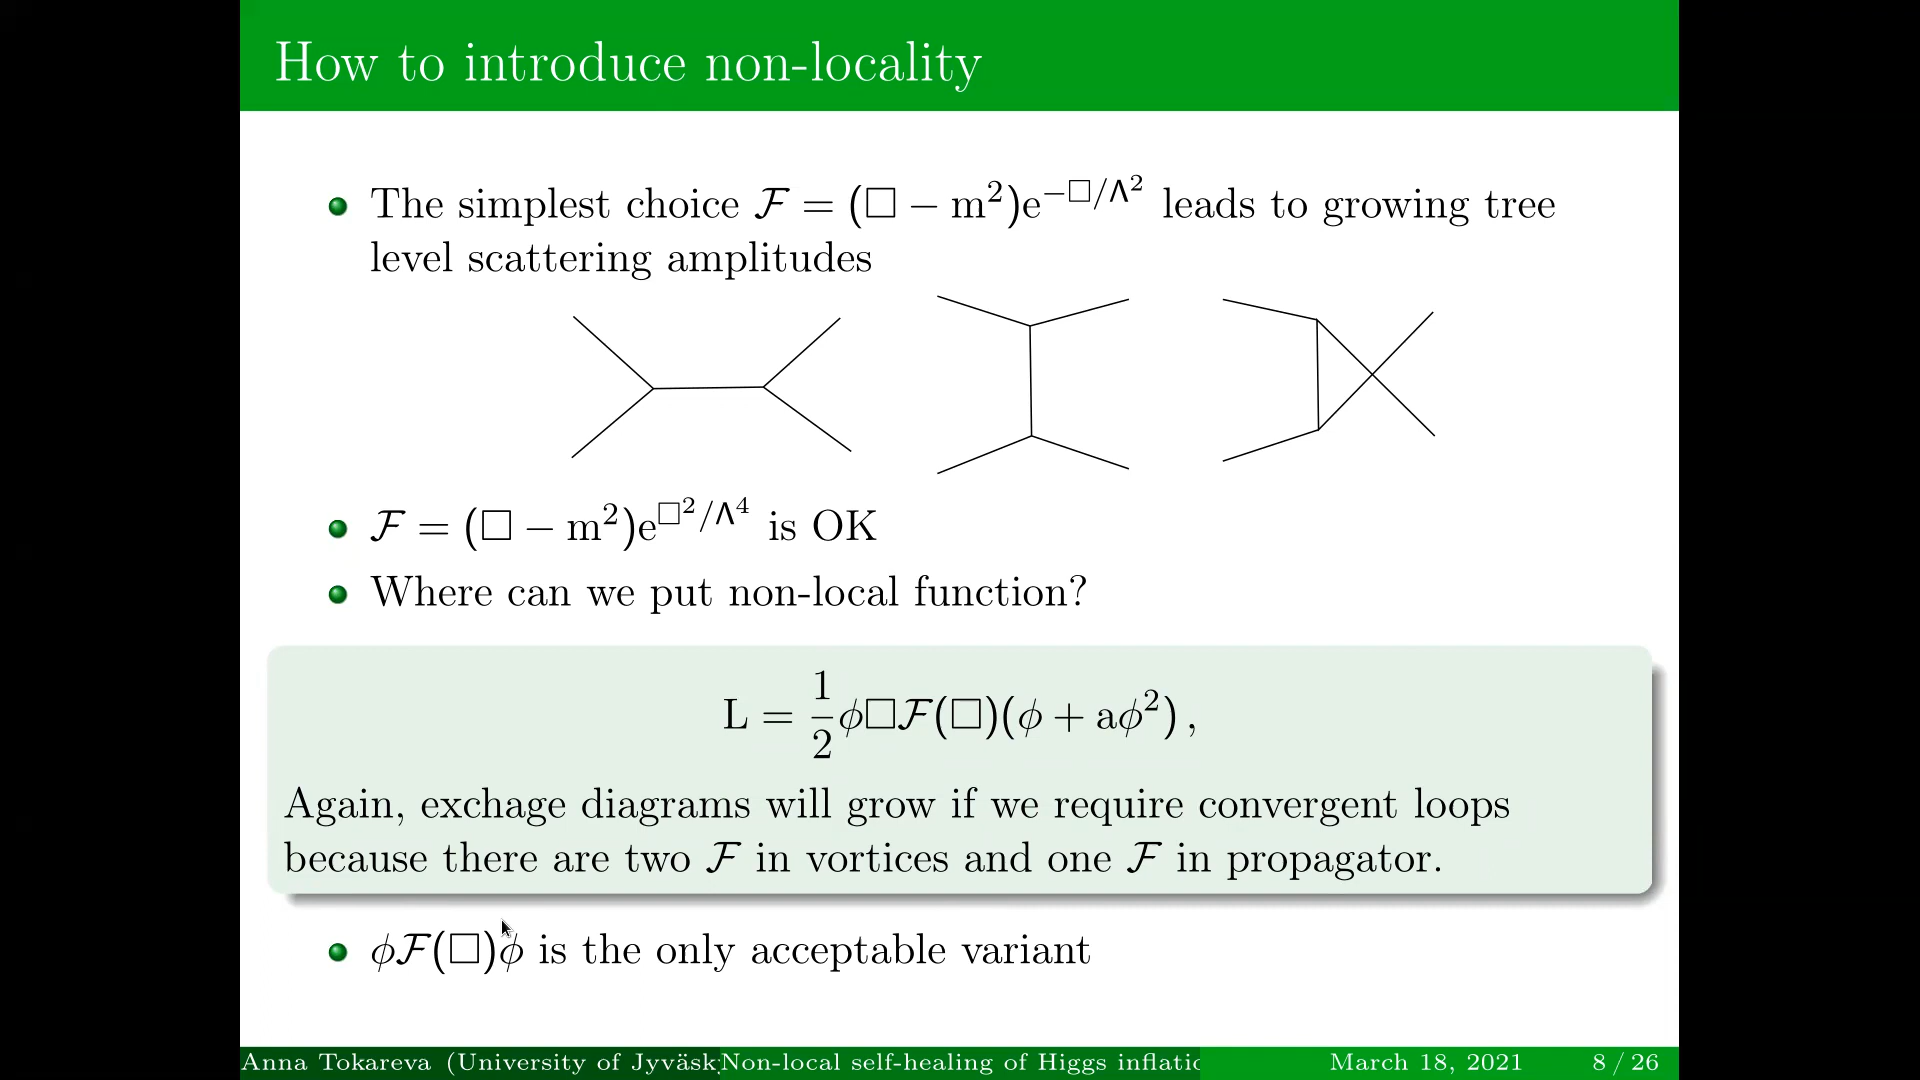 How to introduce non-locality
The simplest choice ℱ = (□ − m²)e^{−□/Λ²} leads to growing tree
level scattering amplitudes
ℱ = (□ − m²)e^{□²/Λ⁴} is OK
Where can we put non-local function?
L = \frac{1}{2}ϕ□ℱ(□)(ϕ + aϕ²) ,
Again, exchage diagrams will grow if we require convergent loops
because there are two ℱ in vortices and one ℱ in propagator.
ϕℱ(□)ϕ is the only acceptable variant
Anna Tokareva (University of Jyväsk Non-local self-healing of Higgs inflatio March 18, 2021 8 / 26